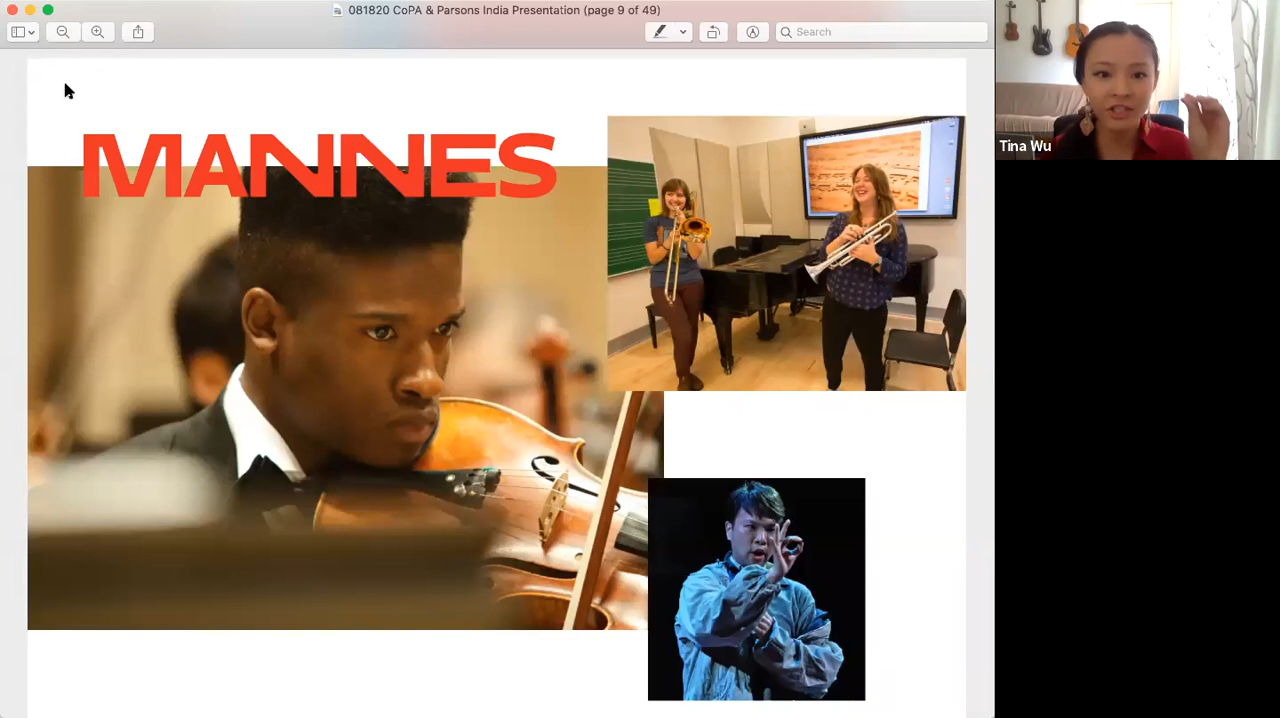 081820 CoPA & Parsons India Presentation (page 9 of 49)
Search
MANNES
Tina Wu